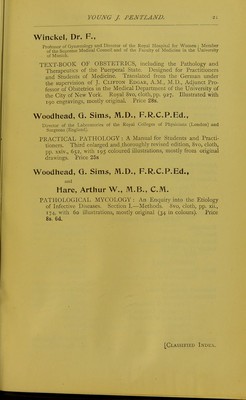 YOUNG J. PENTLAND. 21
Winckel, Dr. F.,
Professor of Gynæcology and Director of the Royal Hospital for Women; Member
of the Supreme Medical Council and of the Faculty of Medicine in the University
of Munich.
TEXT-BOOK OF OBSTETRICS, including the Pathology and
Therapeutics of the Puerperal State. Designed for Practitioners
and Students of Medicine. Translated from the German under
the supervision of J. CLIFTON EDGAR, A.M., M.D., Adjunct Pro-
fessor of Obstetrics in the Medical Department of the University of
the City of New York. Royal 8vo, cloth, pp. 927. Illustrated with
190 engravings, mostly original. Price 28s.
Woodhead, G. Sims, M.D., F.R.C.P.Ed.,
Director of the Laboratories of the Royal Colleges of Physicians (London) and
Surgeons (England).
PRACTICAL PATHOLOGY: A Manual for Students and Practi-
tioners. Third enlarged and thoroughly revised edition, 8vo, cloth,
pp. xxiv., 652, with 195 coloured illustrations, mostly from original
drawings. Price 25s
Woodhead, G. Sims, M.D., F.R.C.P.Ed.,
and
Hare, Arthur W., M.B., C.M.
PATHOLOGICAL MYCOLOGY: An Enquiry into the Etiology
of Infective Diseases. Section I.—Methods. 8vo, cloth, pp. xii.,
174, with 60 illustrations, mostly original (34 in colours). Price
8s. 6d.
[CLASSIFIED INDEX.